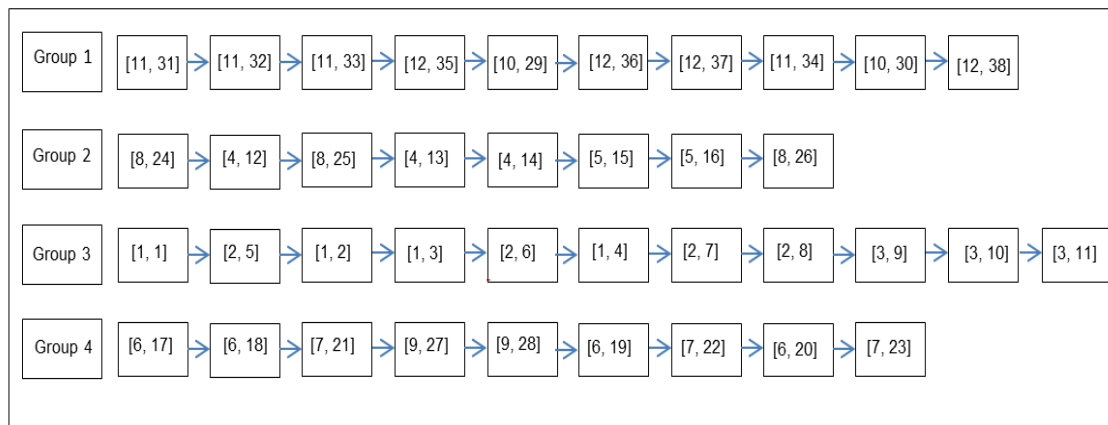 Group 1 [11, 31] [11, 32] [11, 33] [12, 35] [10, 29] [12, 36] [12, 37] [11, 34] [10, 30] [12, 38]
Group 2 [8, 24] [4, 12] [8, 25] [4, 13] [4, 14] [5, 15] [5, 16] [8, 26]
Group 3 [1, 1] [2, 5] [1, 2] [1, 3] [2, 6] [1, 4] [2, 7] [2, 8] [3, 9] [3, 10] [3, 11]
Group 4 [6, 17] [6, 18] [7, 21] [9, 27] [9, 28] [6, 19] [7, 22] [6, 20] [7, 23]